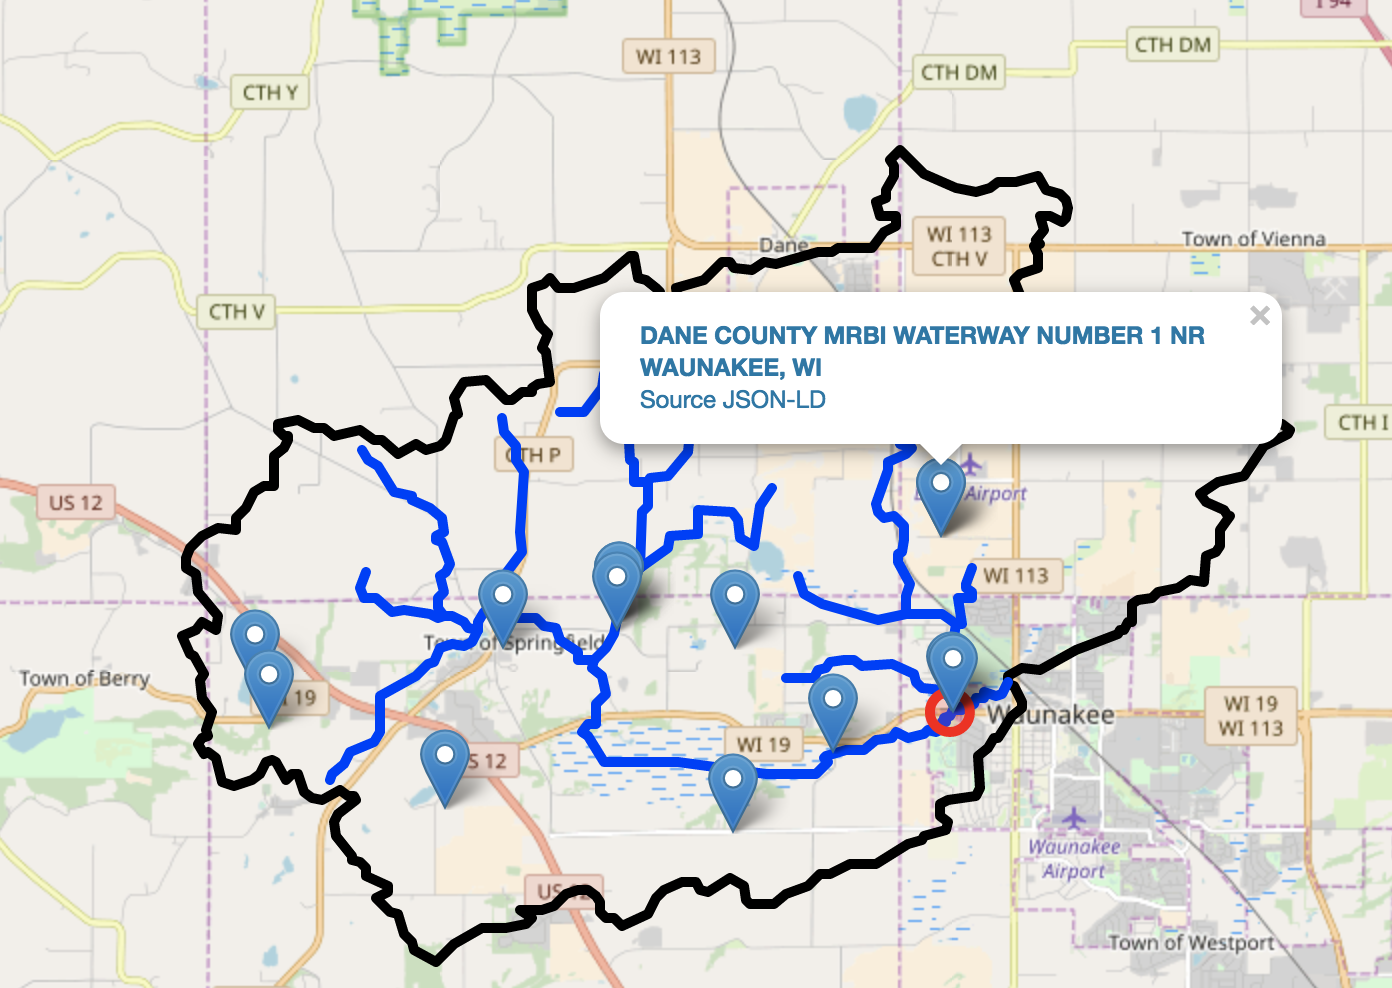 I 94
WI 113
CTH DM
CTH DM
CTH Y
Dane
WI 113
CTH V
Town of Vienna
CTH V
DANE COUNTY MRBI WATERWAY NUMBER 1 NR
WAUNAKEE, WI
Source JSON-LD
×
CTH I
CTH P
US 12
Airport
WI 113
Town of Springfield
Town of Berry
19
WI 19
WI 113
Waunakee
WI 19
S 12
Waunakee
Airport
US
Town of Westport